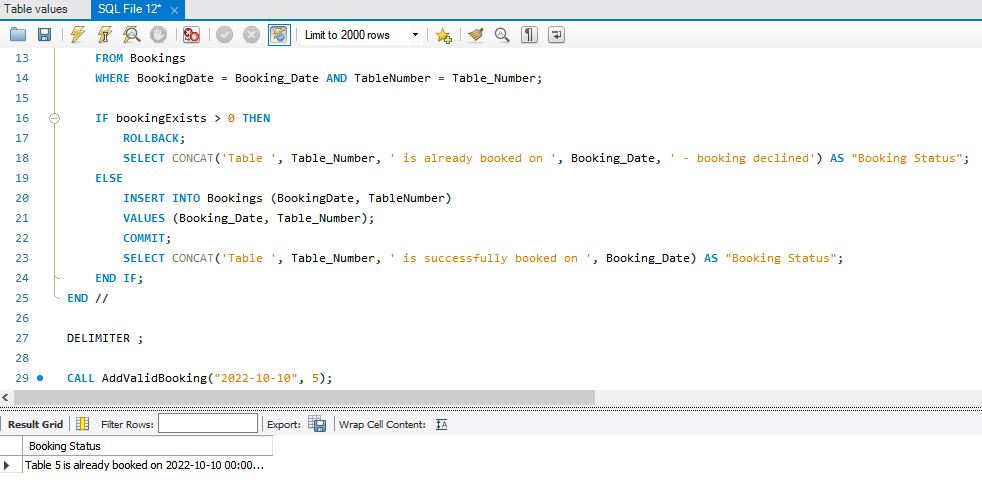 Table values SQL File 12* ×
Limit to 2000 rows
13 FROM Bookings
14 WHERE BookingDate = Booking_Date AND TableNumber = Table_Number;
15
16 IF bookingExists > 0 THEN
17 ROLLBACK;
18 SELECT CONCAT('Table ', Table_Number, ' is already booked on ', Booking_Date, ' - booking declined') AS "Booking Status";
19 ELSE
20 INSERT INTO Bookings (BookingDate, TableNumber)
21 VALUES (Booking_Date, Table_Number);
22 COMMIT;
23 SELECT CONCAT('Table ', Table_Number, ' is successfully booked on ', Booking_Date) AS "Booking Status";
24 END IF;
25 END //
26
27 DELIMITER ;
28
29 CALL AddValidBooking("2022-10-10", 5);
Result Grid Filter Rows: Export: Wrap Cell Content: IA
Booking Status
Table 5 is already booked on 2022-10-10 00:00...